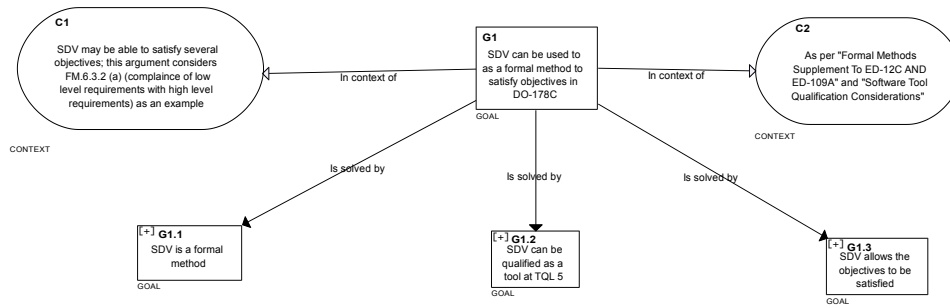 C1
SDV may be able to satisfy several
objectives; this argument considers
FM.6.3.2 (a) (complaince of low
level requirements with high level
requirements) as an example
CONTEXT
G1
SDV can be used to
as a formal method to
satisfy objectives in
DO-178C
GOAL
C2
As per "Formal Methods
Supplement To ED-12C AND
ED-109A" and "Software Tool
Qualification Considerations"
CONTEXT
In context of
In context of
Is solved by
Is solved by
Is solved by
[+] G1.1
SDV is a formal
method
GOAL
[+] G1.2
SDV can be
qualified as a
tool at TQL 5
GOAL
[+] G1.3
SDV allows the
objectives to be
satisfied
GOAL